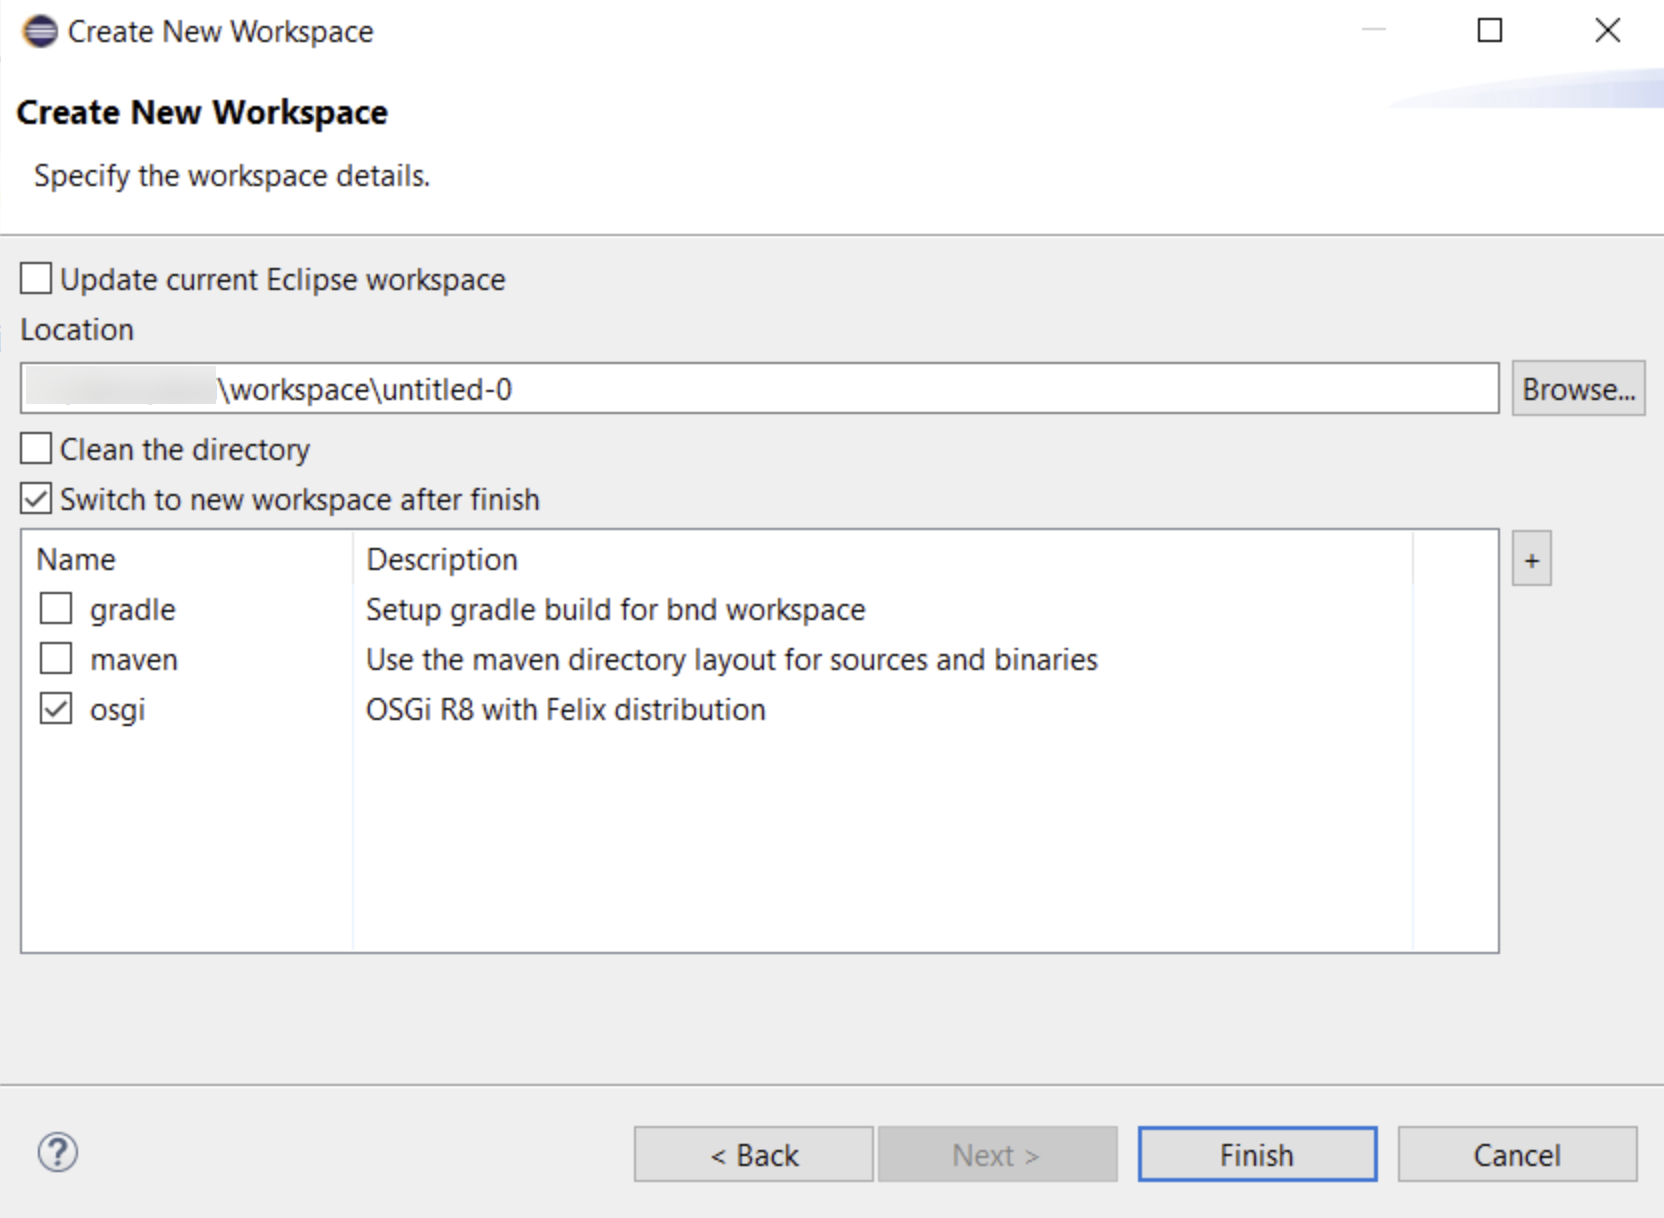 Create New Workspace
Create New Workspace
Specify the workspace details.
Update current Eclipse workspace
Location
\workspace\untitled-0 Browse...
Clean the directory
Switch to new workspace after finish
Name Description +
gradle Setup gradle build for bnd workspace
maven Use the maven directory layout for sources and binaries
osgi OSGi R8 with Felix distribution
? < Back Next > Finish Cancel